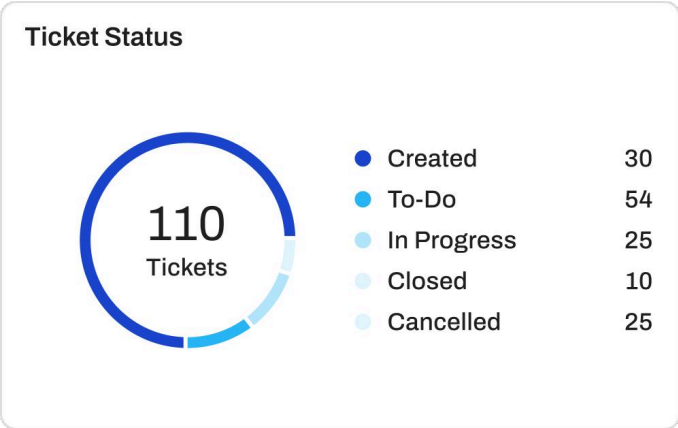 Ticket Status
110
Tickets
Created 30
To-Do 54
In Progress 25
Closed 10
Cancelled 25